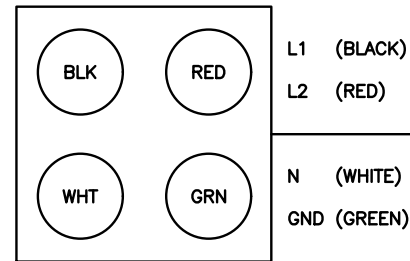 BLK RED
WHT GRN
L1 (BLACK)
L2 (RED)
N (WHITE)
GND (GREEN)